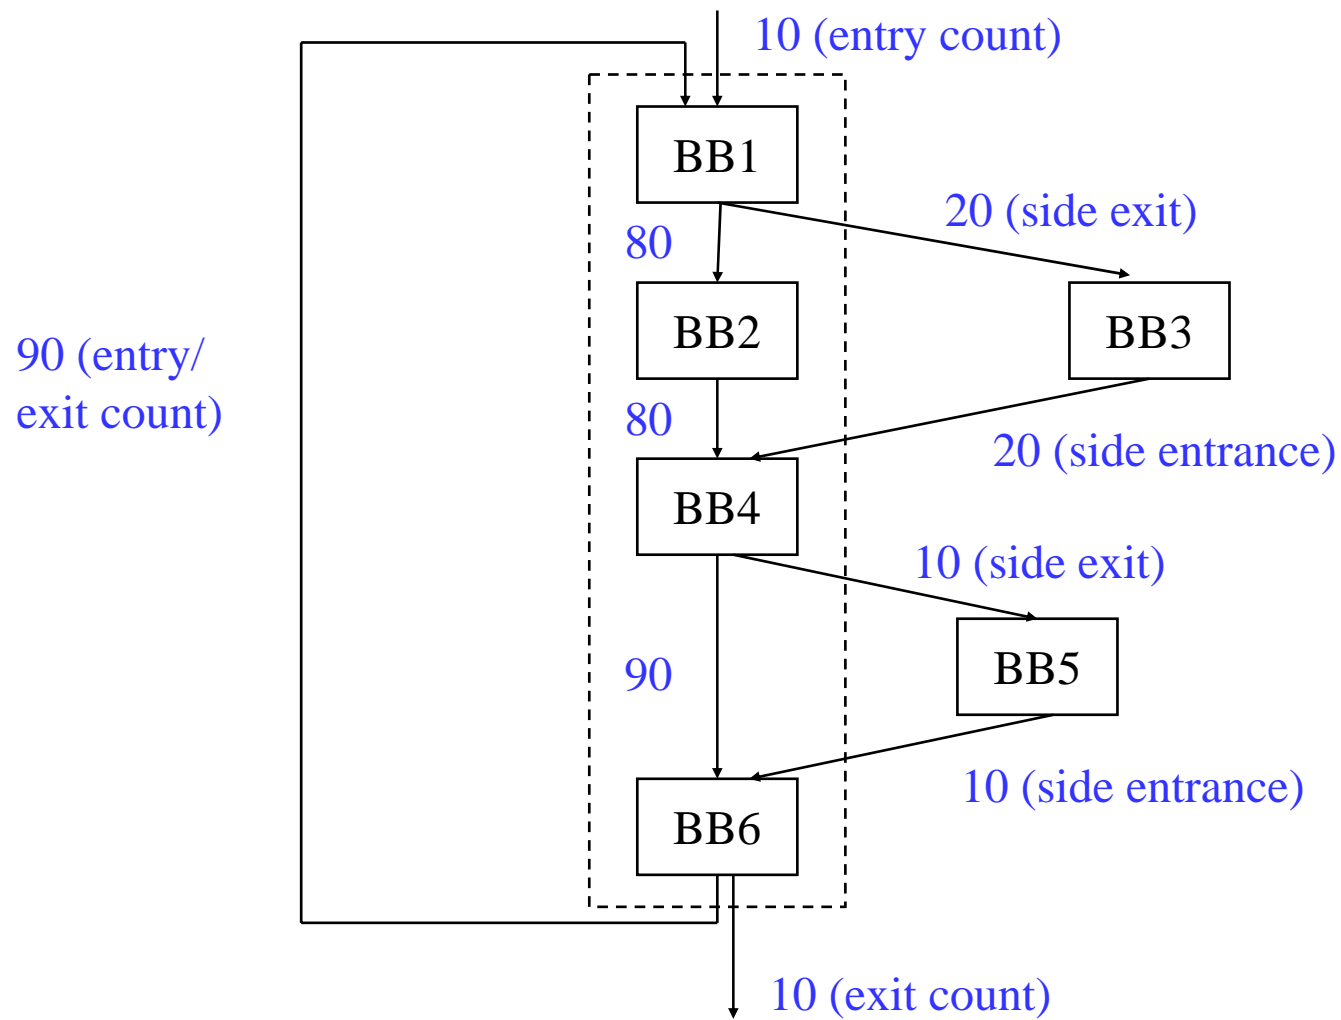 10 (entry count)
BB1
20 (side exit)
80
BB2
BB3
90 (entry/
exit count)
80
20 (side entrance)
BB4
10 (side exit)
90
BB5
10 (side entrance)
BB6
10 (exit count)